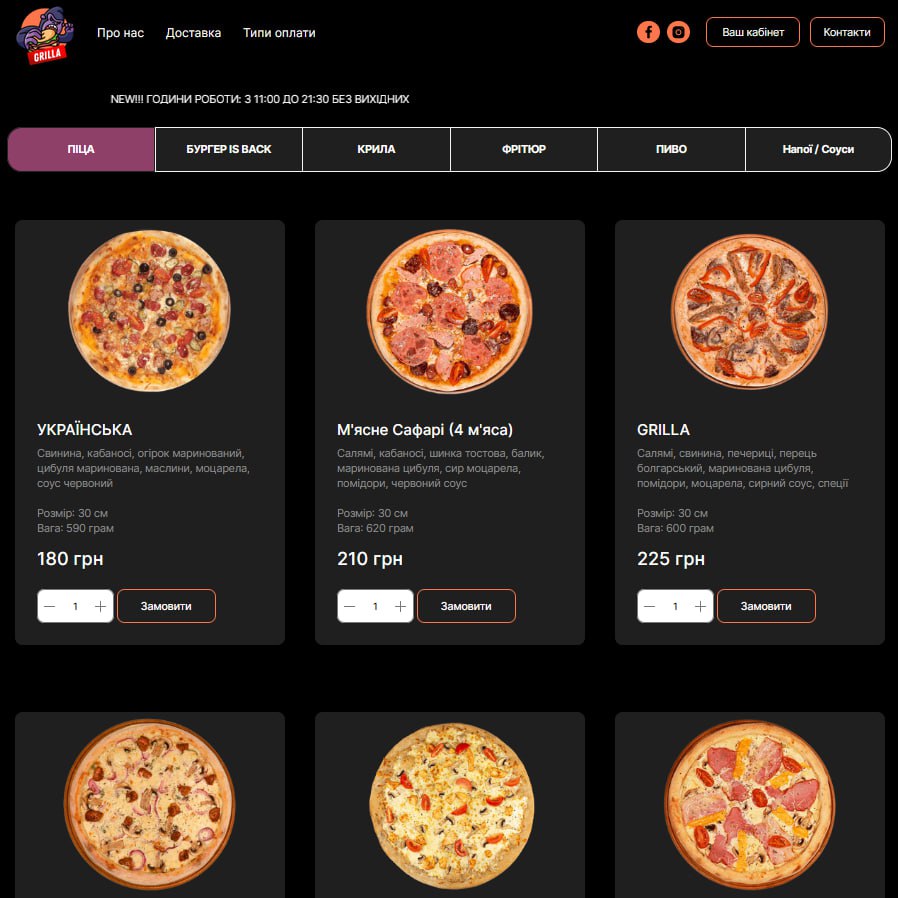 GRILLA
Про нас
Доставка
Типи оплати
Ваш кабінет
Контакти
NEW!!! ГОДИНИ РОБОТИ: З 11:00 ДО 21:30 БЕЗ ВИХІДНИХ
ПІЦА
БУРГЕР IS BACK
КРИЛА
ФРІТЮР
ПИВО
Напої / Соуси
УКРАЇНСЬКА
Свинина, кабаносі, огірок маринований,
цибуля маринована, маслини, моцарела,
соус червоний
Розмір: 30 см
Вага: 590 грам
180 грн
1
Замовити
М'ясне Сафарі (4 м'яса)
Салямі, кабаносі, шинка тостова, балик,
маринована цибуля, сир моцарела,
помідори, червоний соус
Розмір: 30 см
Вага: 620 грам
210 грн
1
Замовити
GRILLA
Салямі, свинина, печериці, перець
болгарський, маринована цибуля,
помідори, моцарела, сирний соус, спеції
Розмір: 30 см
Вага: 600 грам
225 грн
1
Замовити